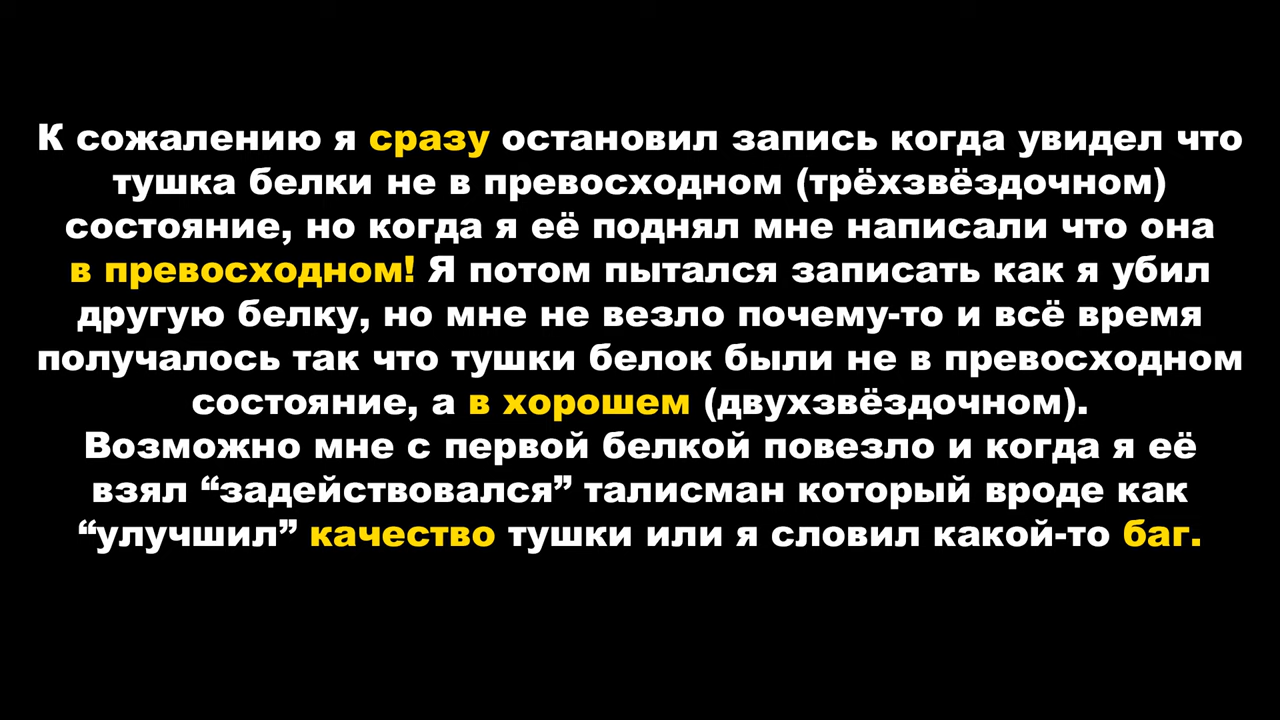 К сожалению я сразу остановил запись когда увидел что
тушка белки не в превосходном (трёхзвёздочном)
состояние, но когда я её поднял мне написали что она
в превосходном! Я потом пытался записать как я убил
другую белку, но мне не везло почему-то и всё время
получалось так что тушки белок были не в превосходном
состояние, а в хорошем (двухзвёздочном).
Возможно мне с первой белкой повезло и когда я её
взял “задействовался” талисман который вроде как
“улучшил” качество тушки или я словил какой-то баг.